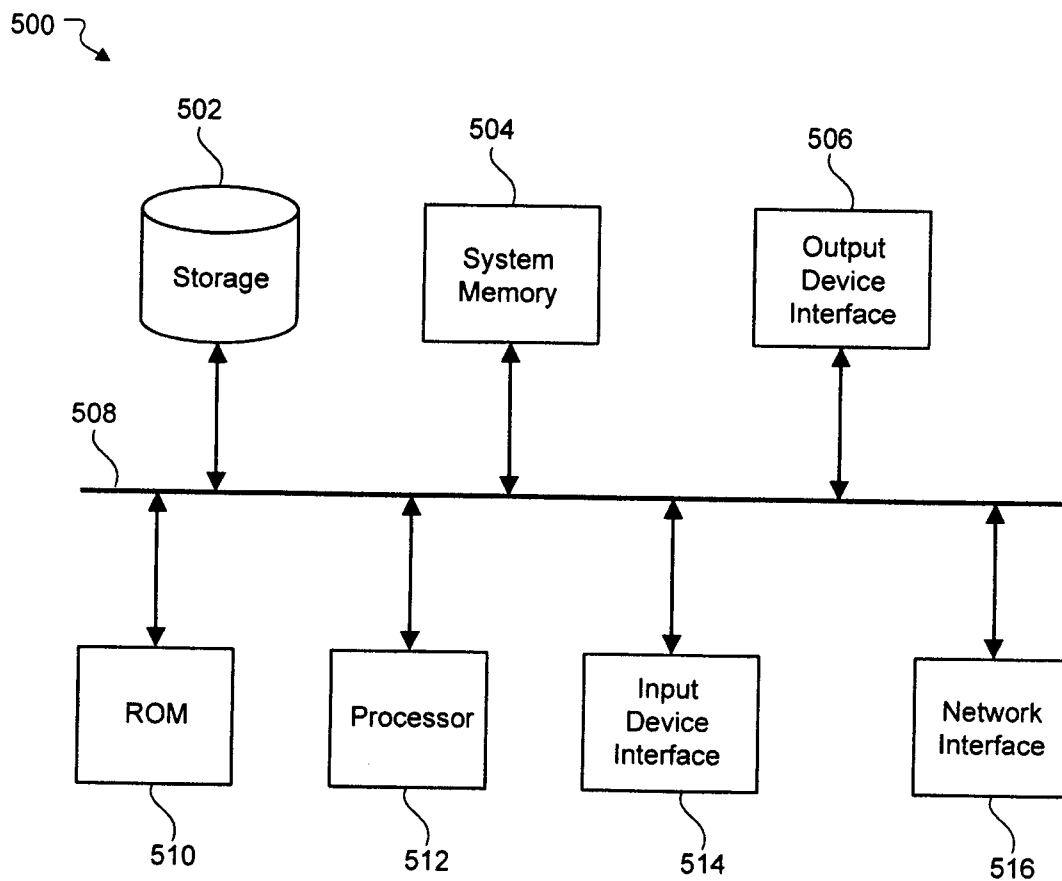 500
502
504
506
Storage
System
Memory
Output
Device
Interface
508
ROM
Processor
Input
Device
Interface
Network
Interface
510
512
514
516